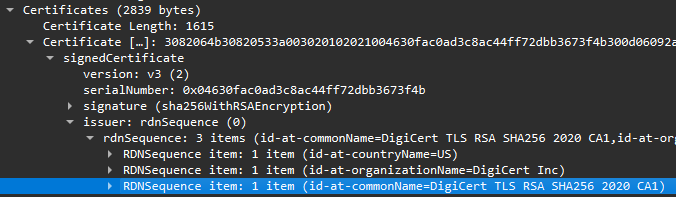 Certificates (2839 bytes)
Certificate Length: 1615
Certificate […]: 3082064b30820533a003020102021004630fac0ad3c8ac44ff72dbb3673f4b300d06092a
signedCertificate
version: v3 (2)
serialNumber: 0x04630fac0ad3c8ac44ff72dbb3673f4b
signature (sha256WithRSAEncryption)
issuer: rdnSequence (0)
rdnSequence: 3 items (id-at-commonName=DigiCert TLS RSA SHA256 2020 CA1,id-at-org
RDNSequence item: 1 item (id-at-countryName=US)
RDNSequence item: 1 item (id-at-organizationName=DigiCert Inc)
RDNSequence item: 1 item (id-at-commonName=DigiCert TLS RSA SHA256 2020 CA1)